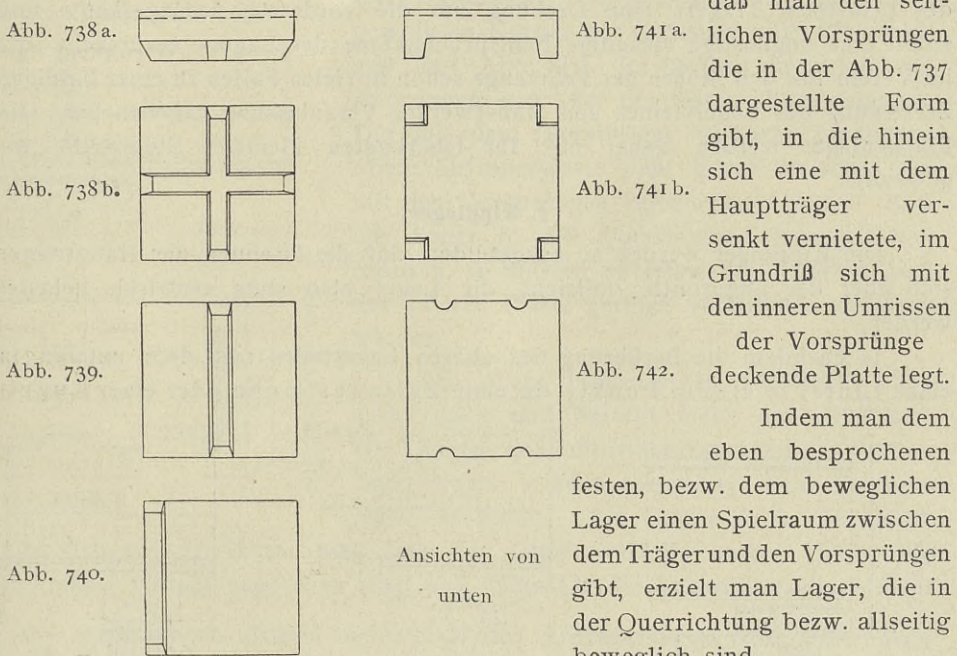 Abb. 738a.
Abb. 738b.
Abb. 739.
Abb. 740.
Abb. 741a.
Abb. 741b.
Abb. 742.
Ansichten von
unten
daß man den seit-
lichen Vorsprüngen
die in der Abb. 737
dargestellte Form
gibt, in die hinein
sich eine mit dem
Hauptträger ver-
senkt vernietete, im
Grundriß sich mit
den inneren Umrissen
der Vorsprünge
deckende Platte legt.
Indem man dem
eben besprochenen
festen, bezw. dem beweglichen
Lager einen Spielraum zwischen
dem Träger und den Vorsprüngen
gibt, erzielt man Lager, die in
der Querrichtung bezw. allseitig
beweglich sind